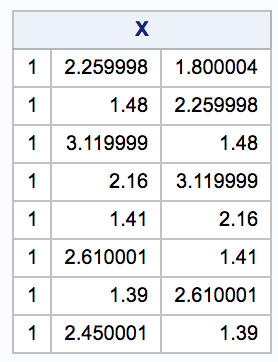 X
1 2.259998 1.800004
1 1.48 2.259998
1 3.119999 1.48
1 2.16 3.119999
1 1.41 2.16
1 2.610001 1.41
1 1.39 2.610001
1 2.450001 1.39